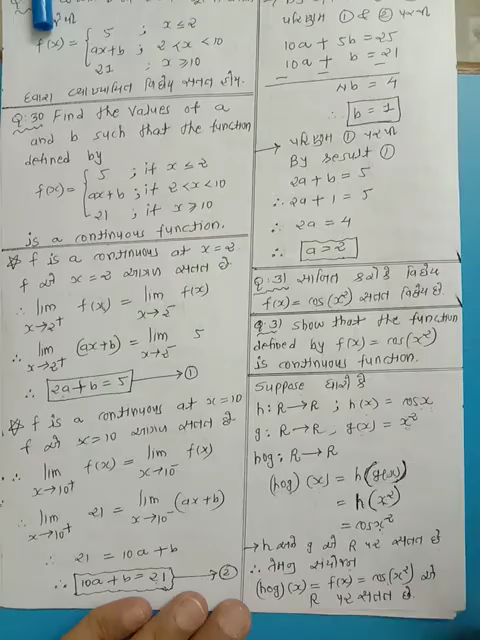 f(x) = { 5 ; x ≤ 2
ax+b ; 2 < x < 10
21 ; x ≥ 10
દ્વારા વ્યાખ્યાયિત વિધેય સતત હોય.
Q:30 Find the values of a
and b such that the function
defined by
f(x) = { 5 ; if x ≤ 2
ax+b ; if 2 < x < 10
21 ; if x ≥ 10
is a continuous function.
f is a continuous at x = 2
f એ x = 2 આગળ સતત છે
lim x→2⁺ f(x) = lim x→2⁻ f(x)
∴ lim x→2⁺ (ax+b) = lim x→2⁻ 5
∴ 2a+b = 5 → ①
f is a continuous at x = 10
f એ x = 10 આગળ સતત છે
∴ lim x→10⁺ f(x) = lim x→10⁻ f(x)
∴ lim x→10⁺ 21 = lim x→10⁻ (ax+b)
∴ 21 = 10a+b
∴ 10a+b = 21 → ②
પરિણામ ① & ② પરથી
10a + 5b = 25
10a + b = 21
− − −
4b = 4
∴ b = 1
→ પરિણામ ① પરથી
By Result ①
2a+b = 5
∴ 2a+1 = 5
∴ 2a = 4
∴ a = 2
Q:31 સાબિત કરો કે વિધેય
f(x) = cos(x²) સતત વિધેય છે.
Q:31 Show that the function
defined by f(x) = cos(x²)
is continuous function.
Suppose ધારો કે
h: R→R ; h(x) = cosx
g: R→R, g(x) = x²
hog: R→R
(hog)(x) = h(g(x))
= h(x²)
= cosx²
→ h અને g એ R પર સતત છે
∴ તેમનું સંયોજન
(hog)(x) = f(x) = cos(x²) એ
R પર સતત છે.